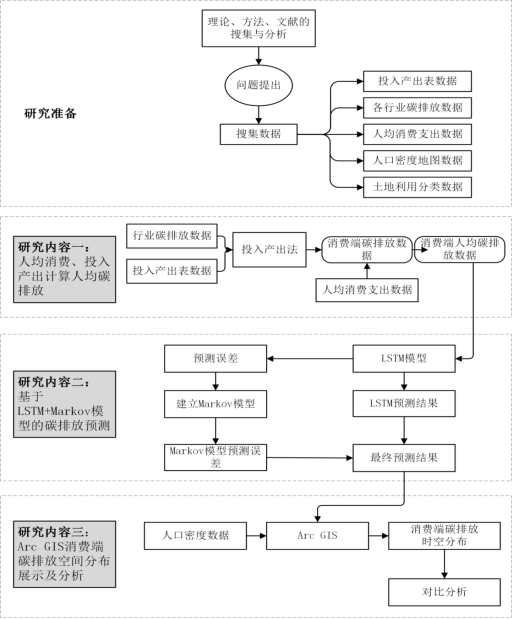 理论、方法、文献的
搜集与分析
问题提出
研究准备
搜集数据
投入产出表数据
各行业碳排放数据
人均消费支出数据
人口密度地图数据
土地利用分类数据
研究内容一：
人均消费、投入
产出计算人均碳
排放
行业碳排放数据
投入产出表数据
投入产出法
消费端碳排放数
据
消费端人均碳排
放数据
人均消费支出数据
研究内容二：
基于
LSTM+Markov模
型的碳排放预测
预测误差
LSTM模型
建立Markov模型
LSTM预测结果
Markov模型预测误
差
最终预测结果
研究内容三：
Arc GIS消费端
碳排放空间分布
展示及分析
人口密度数据
Arc GIS
消费端碳排放
时空分布
对比分析